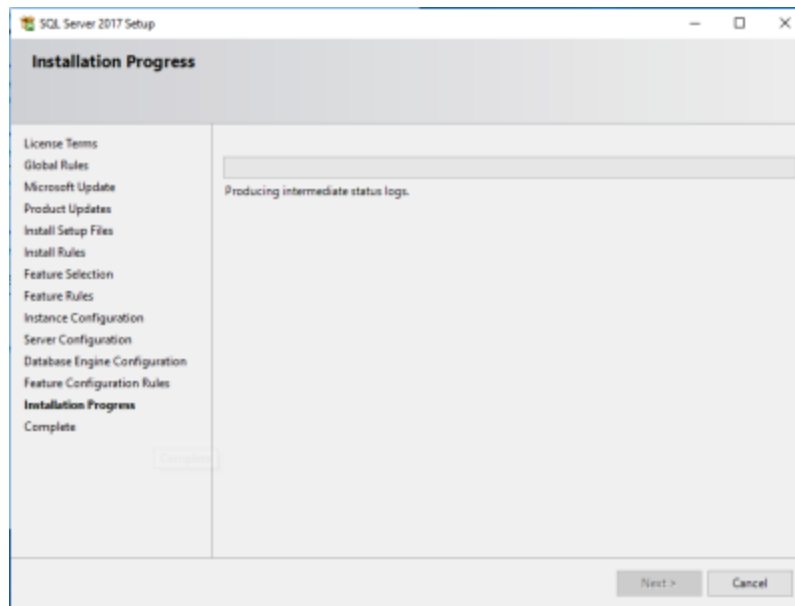 SQL Server 2017 Setup
Installation Progress
License Terms
Global Rules
Microsoft Update
Product Updates
Install Setup Files
Install Rules
Feature Selection
Feature Rules
Instance Configuration
Server Configuration
Database Engine Configuration
Feature Configuration Rules
Installation Progress
Complete
Complete
Producing intermediate status logs.
Next >
Cancel